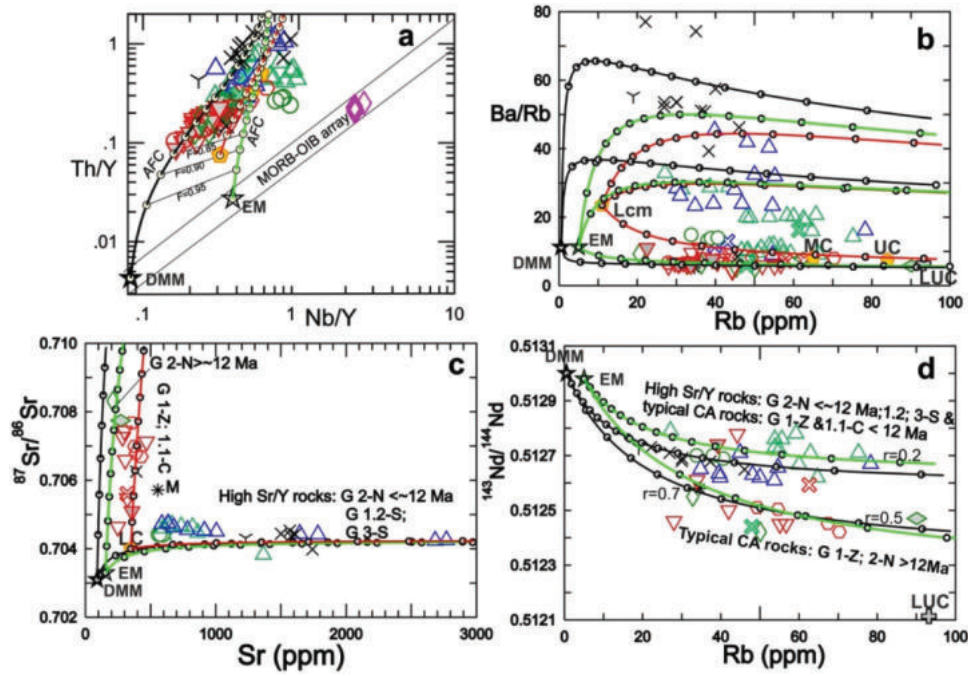 a
Th/Y
1
.1
.01
AFC
AFC
F=0.85
F=0.90
F=0.95
MORB-OIB array
EM
DMM
.1
1
10
Nb/Y
b
Ba/Rb
80
60
40
20
0
Lcm
EM
DMM
MC
UC
LUC
0
20
40
60
80
100
Rb (ppm)
c
87Sr/86Sr
0.710
0.708
0.706
0.704
0.702
G 2-N>~12 Ma
G 1-Z; 1.1-C
M
High Sr/Y rocks: G 2-N <~12 Ma
G 1.2-S;
G 3-S
EM
DMM
0
1000
2000
3000
Sr (ppm)
d
143Nd/144Nd
0.5131
0.5129
0.5127
0.5125
0.5123
0.5121
DMM
EM
High Sr/Y rocks: G 2-N <~12 Ma;1.2; 3-S &
typical CA rocks: G 1-Z &1.1-C < 12 Ma
r=0.2
r=0.7
r=0.5
Typical CA rocks: G 1-Z; 2-N >12Ma
LUC
0
20
40
60
80
100
Rb (ppm)